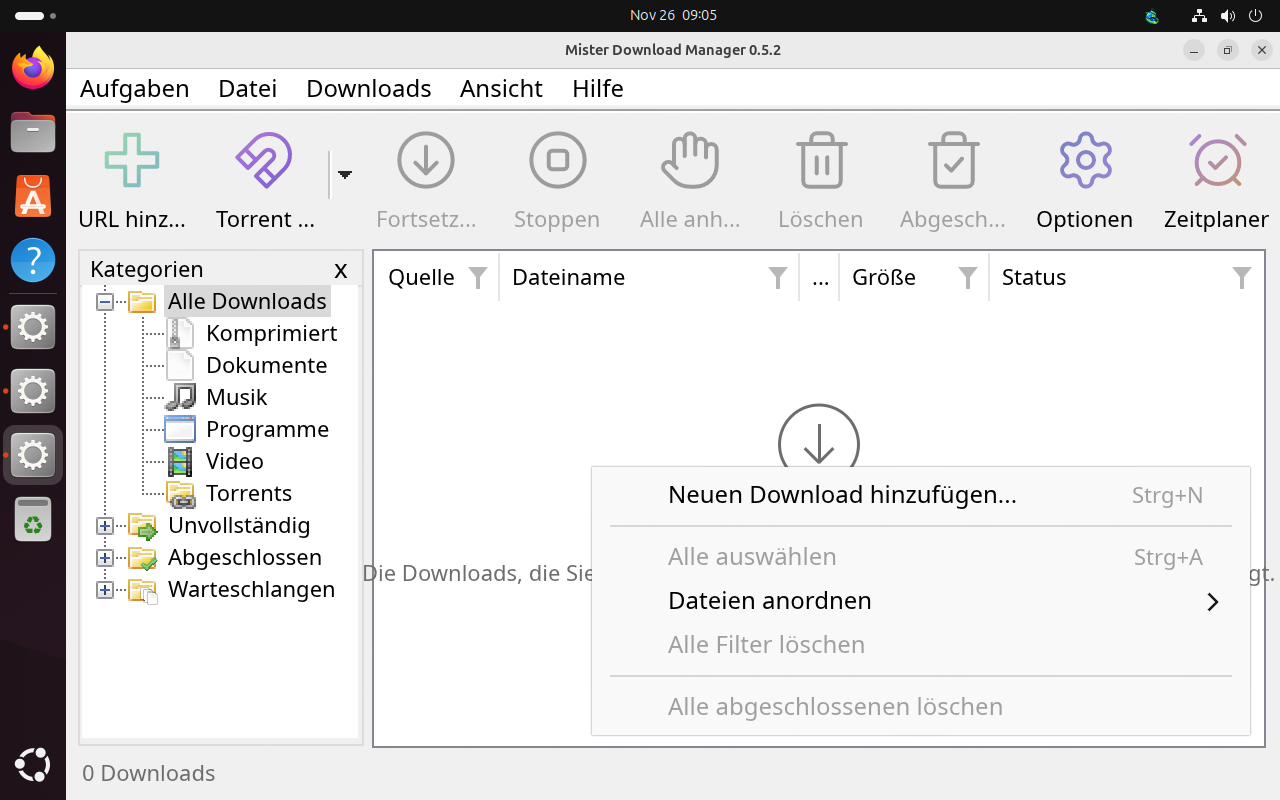 Nov 26 09:05
Mister Download Manager 0.5.2
Aufgaben Datei Downloads Ansicht Hilfe
URL hinz... Torrent ... Fortsetz... Stoppen Alle anh... Löschen Abgesch... Optionen Zeitplaner
Kategorien x
Quelle Dateiname ... Größe Status
Alle Downloads
Komprimiert
Dokumente
Musik
Programme
Video
Torrents
Unvollständig
Abgeschlossen
Warteschlangen
Die Downloads, die Sie
gt.
Neuen Download hinzufügen... Strg+N
Alle auswählen Strg+A
Dateien anordnen
Alle Filter löschen
Alle abgeschlossenen löschen
0 Downloads